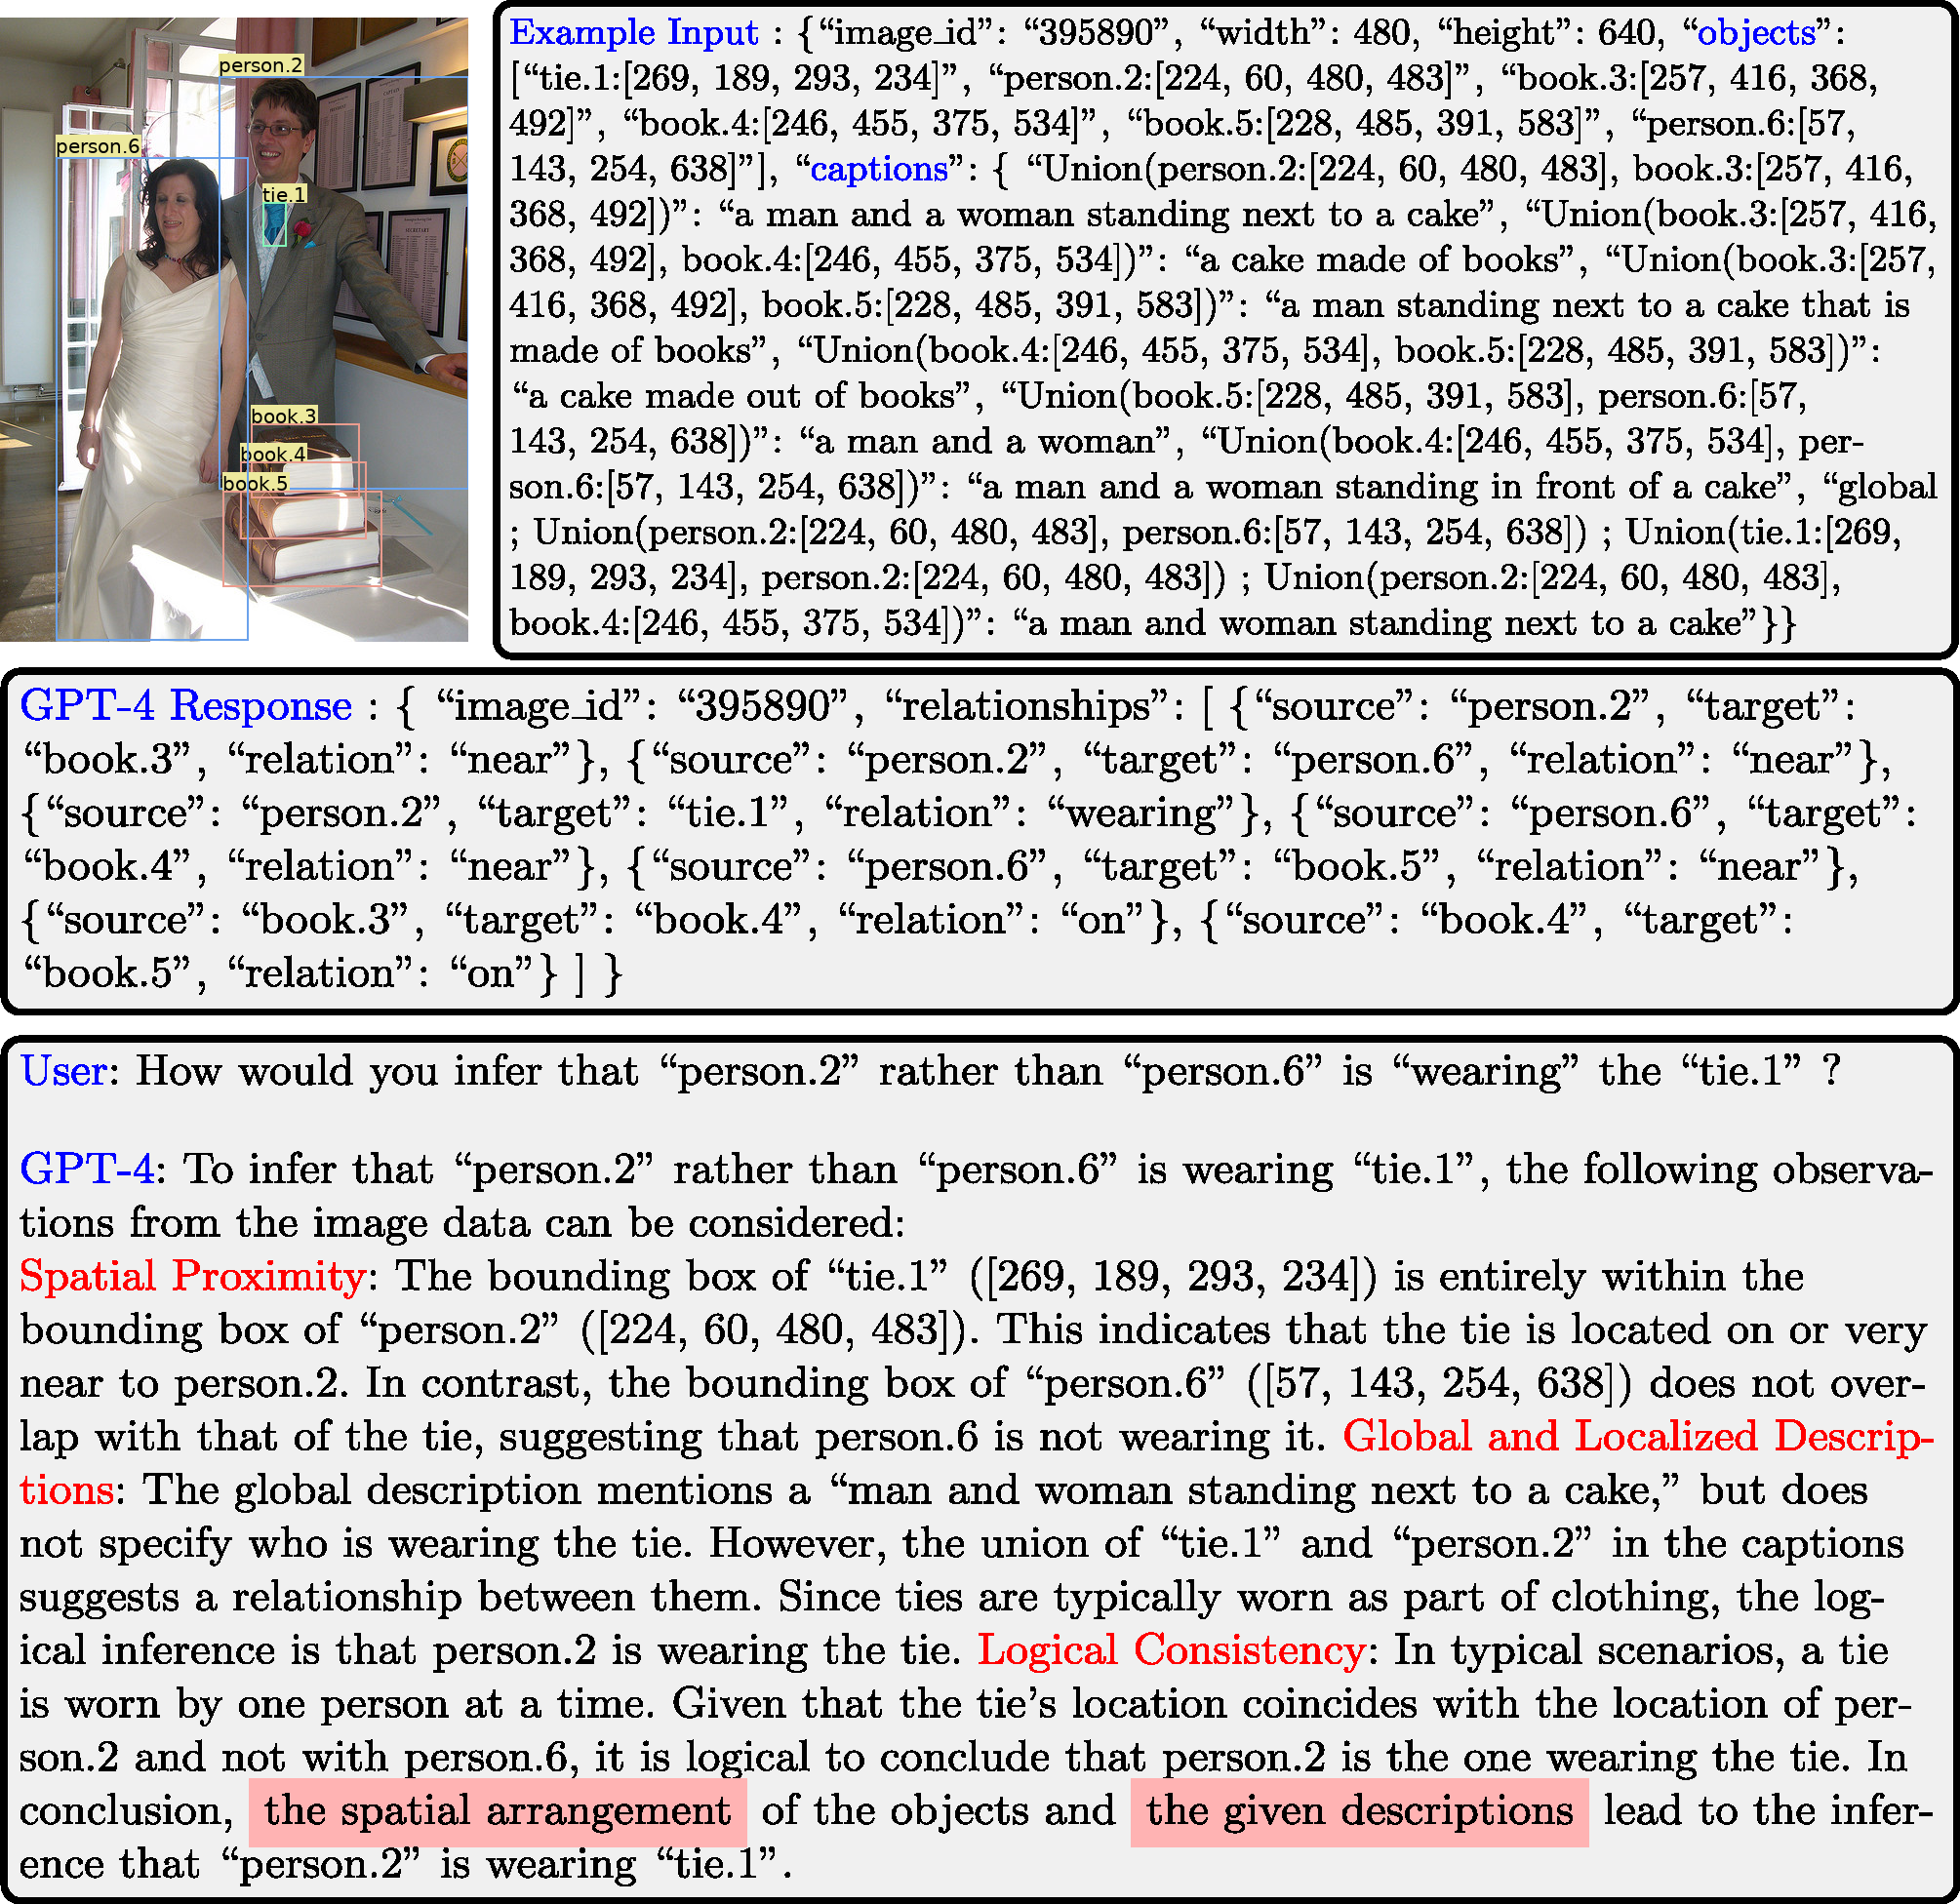 person.2
person.6
tie.1
book.3
book.4
book.5
Example Input : {“image_id”: “395890”, “width”: 480, “height”: 640, “objects”:
[“tie.1:[269, 189, 293, 234]”, “person.2:[224, 60, 480, 483]”, “book.3:[257, 416, 368,
492]”, “book.4:[246, 455, 375, 534]”, “book.5:[228, 485, 391, 583]”, “person.6:[57,
143, 254, 638]”], “captions”: { “Union(person.2:[224, 60, 480, 483], book.3:[257, 416,
368, 492])”: “a man and a woman standing next to a cake”, “Union(book.3:[257, 416,
368, 492], book.4:[246, 455, 375, 534])”: “a cake made of books”, “Union(book.3:[257,
416, 368, 492], book.5:[228, 485, 391, 583])”: “a man standing next to a cake that is
made of books”, “Union(book.4:[246, 455, 375, 534], book.5:[228, 485, 391, 583])”:
“a cake made out of books”, “Union(book.5:[228, 485, 391, 583], person.6:[57,
143, 254, 638])”: “a man and a woman”, “Union(book.4:[246, 455, 375, 534], per-
son.6:[57, 143, 254, 638])”: “a man and a woman standing in front of a cake”, “global
; Union(person.2:[224, 60, 480, 483], person.6:[57, 143, 254, 638]) ; Union(tie.1:[269,
189, 293, 234], person.2:[224, 60, 480, 483]) ; Union(person.2:[224, 60, 480, 483],
book.4:[246, 455, 375, 534])”: “a man and woman standing next to a cake”}}
GPT-4 Response : { “image_id”: “395890”, “relationships”: [ {“source”: “person.2”, “target”:
“book.3”, “relation”: “near”}, {“source”: “person.2”, “target”: “person.6”, “relation”: “near”},
{“source”: “person.2”, “target”: “tie.1”, “relation”: “wearing”}, {“source”: “person.6”, “target”:
“book.4”, “relation”: “near”}, {“source”: “person.6”, “target”: “book.5”, “relation”: “near”},
{“source”: “book.3”, “target”: “book.4”, “relation”: “on”}, {“source”: “book.4”, “target”:
“book.5”, “relation”: “on”} ] }
User: How would you infer that “person.2” rather than “person.6” is “wearing” the “tie.1” ?
GPT-4: To infer that “person.2” rather than “person.6” is wearing “tie.1”, the following observa-
tions from the image data can be considered:
Spatial Proximity: The bounding box of “tie.1” ([269, 189, 293, 234]) is entirely within the
bounding box of “person.2” ([224, 60, 480, 483]). This indicates that the tie is located on or very
near to person.2. In contrast, the bounding box of “person.6” ([57, 143, 254, 638]) does not over-
lap with that of the tie, suggesting that person.6 is not wearing it. Global and Localized Descrip-
tions: The global description mentions a “man and woman standing next to a cake,” but does
not specify who is wearing the tie. However, the union of “tie.1” and “person.2” in the captions
suggests a relationship between them. Since ties are typically worn as part of clothing, the log-
ical inference is that person.2 is wearing the tie. Logical Consistency: In typical scenarios, a tie
is worn by one person at a time. Given that the tie’s location coincides with the location of per-
son.2 and not with person.6, it is logical to conclude that person.2 is the one wearing the tie. In
conclusion, the spatial arrangement of the objects and the given descriptions lead to the infer-
ence that “person.2” is wearing “tie.1”.